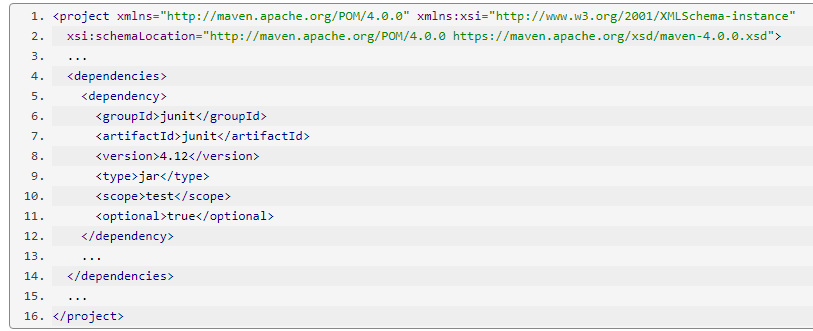 1. <project xmlns="http://maven.apache.org/POM/4.0.0" xmlns:xsi="http://www.w3.org/2001/XMLSchema-instance"
2.   xsi:schemaLocation="http://maven.apache.org/POM/4.0.0 https://maven.apache.org/xsd/maven-4.0.0.xsd">
3.   ...
4.   <dependencies>
5.     <dependency>
6.       <groupId>junit</groupId>
7.       <artifactId>junit</artifactId>
8.       <version>4.12</version>
9.       <type>jar</type>
10.       <scope>test</scope>
11.       <optional>true</optional>
12.     </dependency>
13.     ...
14.   </dependencies>
15.   ...
16. </project>